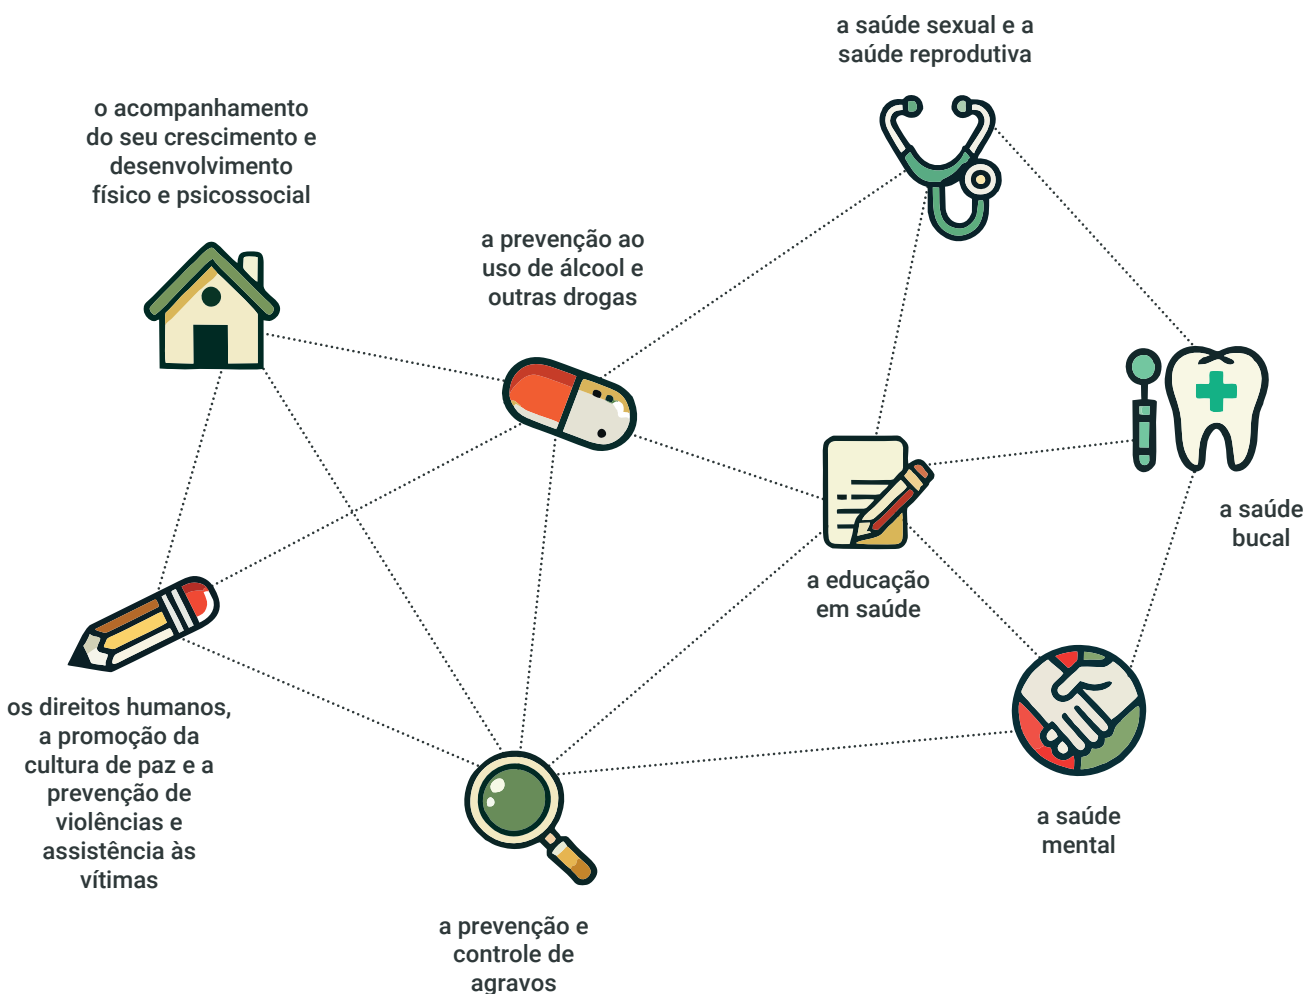 a saúde sexual e a
saúde reprodutiva
o acompanhamento
do seu crescimento e
desenvolvimento
físico e psicossocial
a prevenção ao
uso de álcool e
outras drogas
a saúde
bucal
a educação
em saúde
os direitos humanos,
a promoção da
cultura de paz e a
prevenção de
violências e
assistência às
vítimas
a saúde
mental
a prevenção e
controle de
agravos